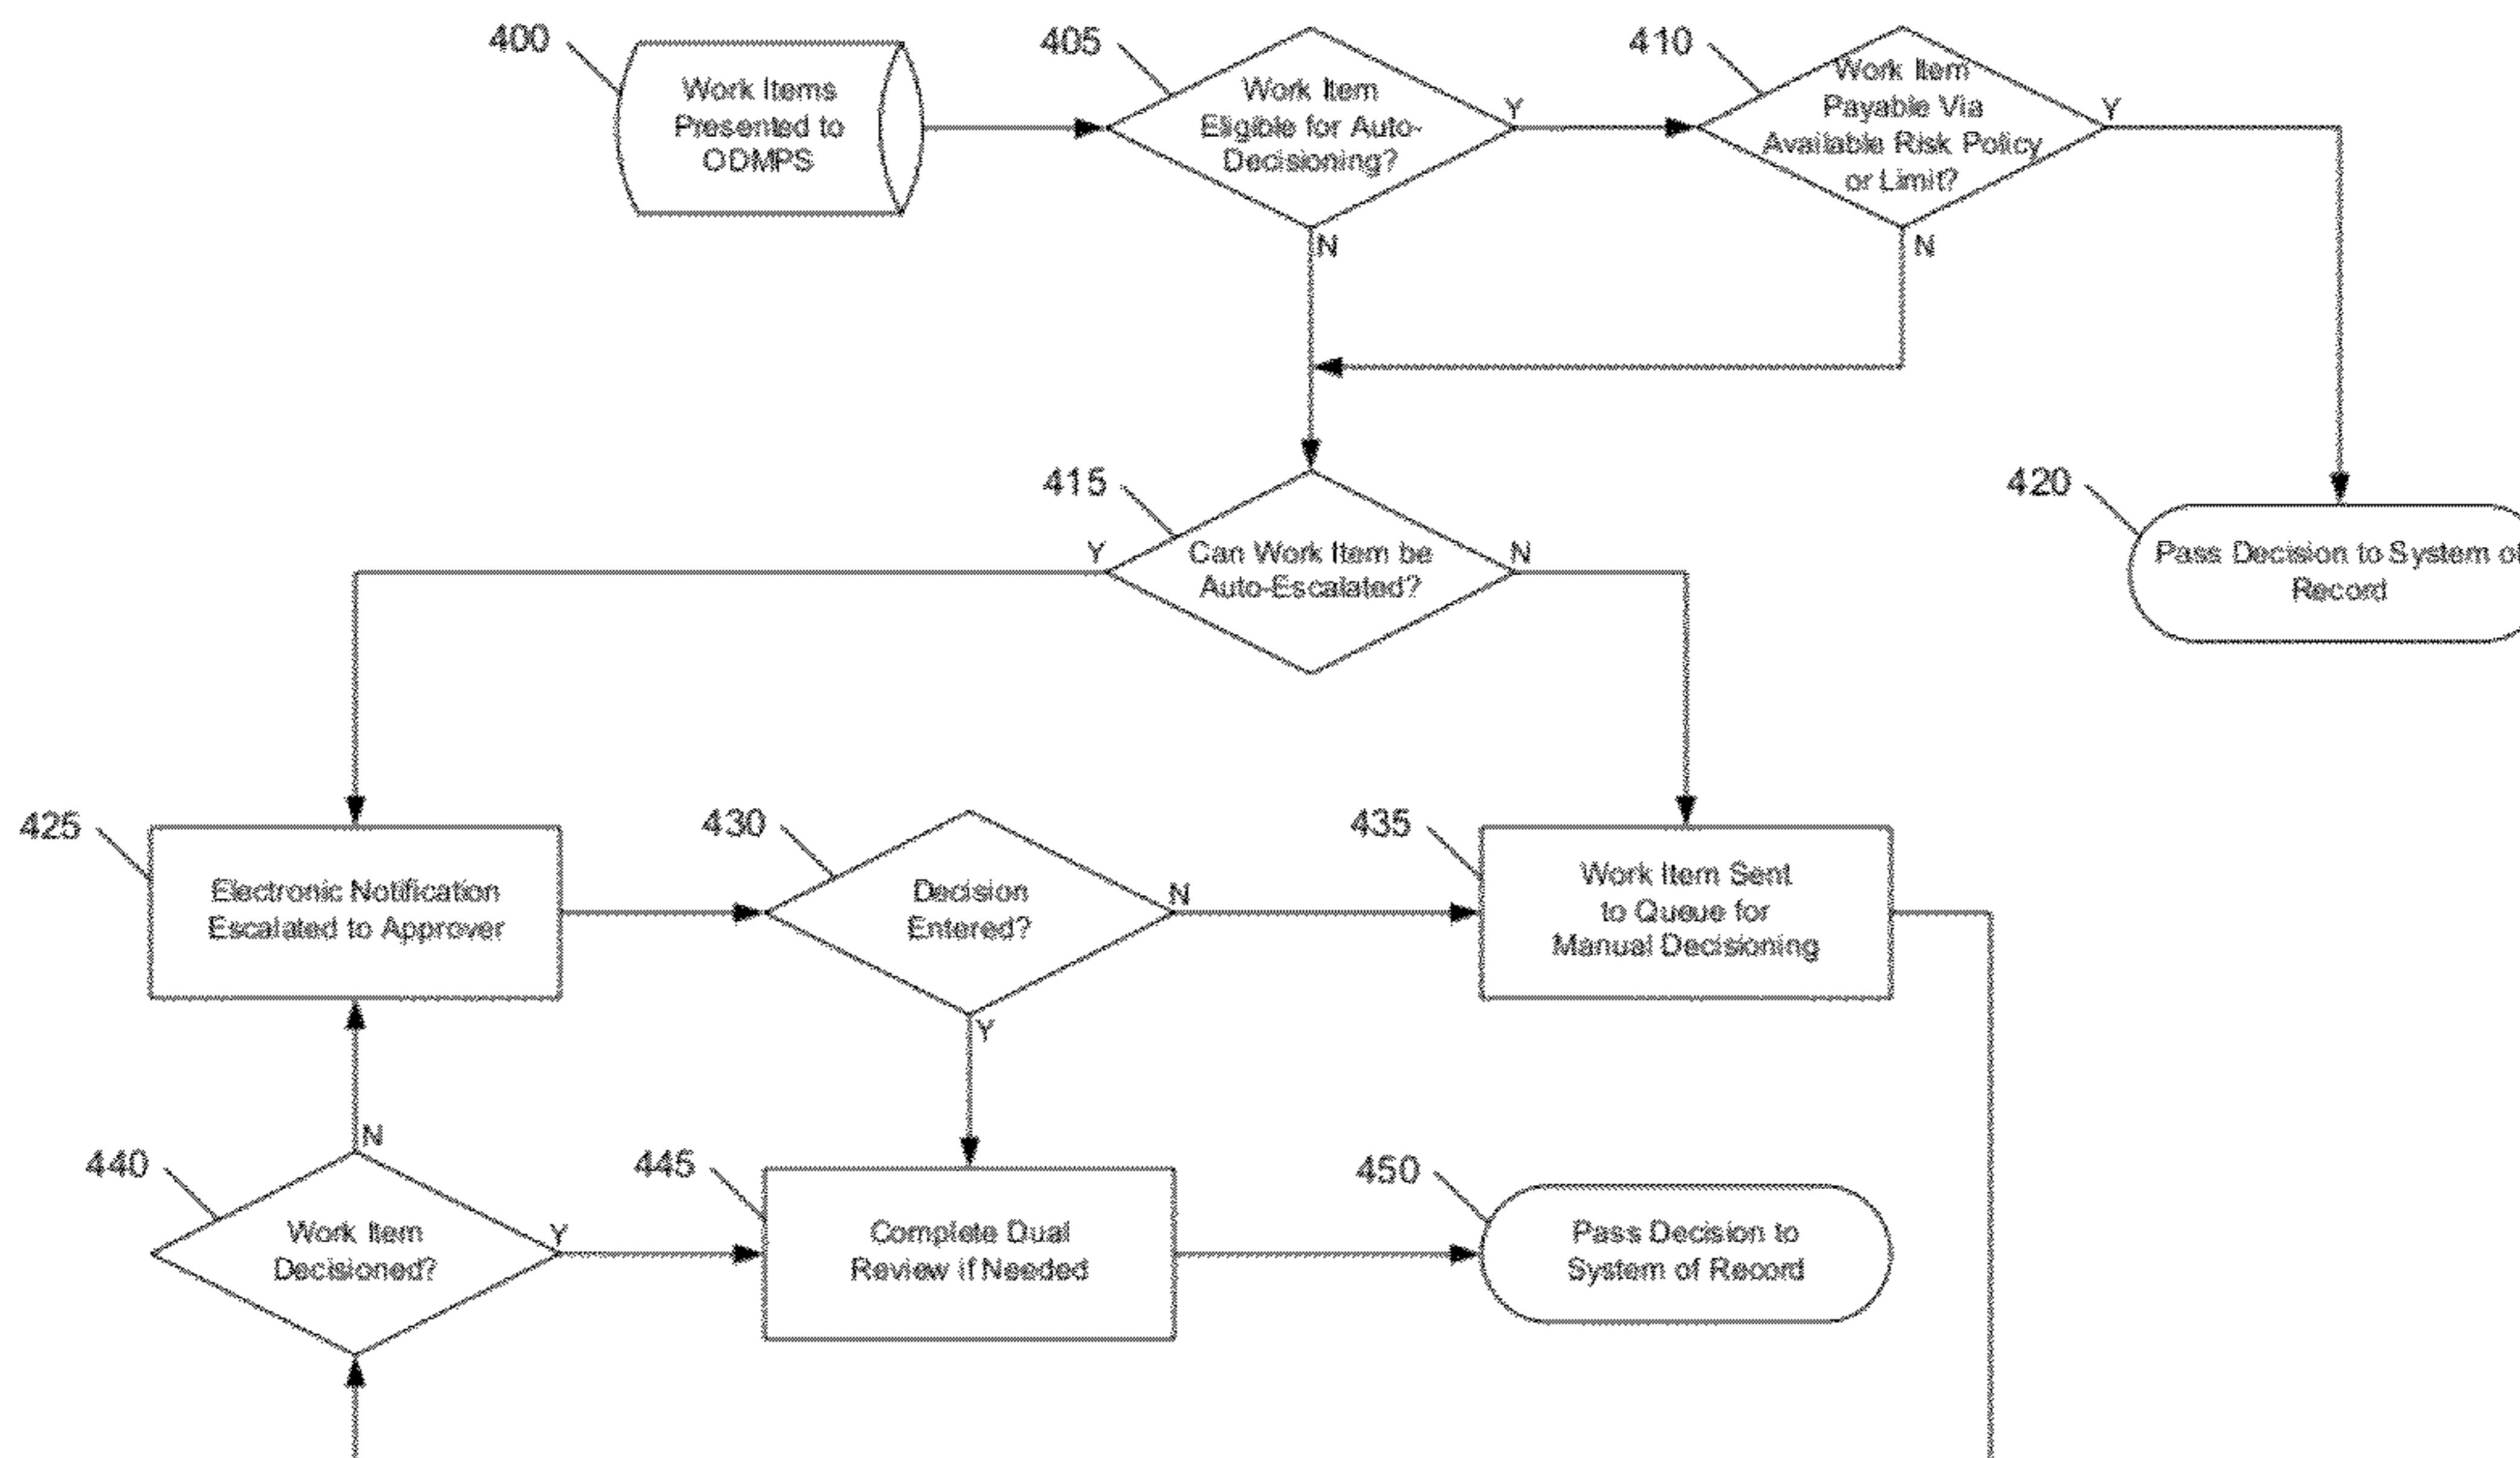 400
Work Items
Presented to
ODMPS
405
Work Item
Eligible for Auto-
Decisioning?
Y
N
410
Work Item
Payable Via
Available Risk Policy
or Limit?
Y
N
415
Can Work Item be
Auto-Escalated?
Y
N
420
Pass Decision to System of
Record
425
Electronic Notification
Escalated to Approver
430
Decision
Entered?
N
Y
435
Work Item Sent
to Queue for
Manual Decisioning
440
Work Item
Decisioned?
N
Y
445
Complete Dual
Review if Needed
450
Pass Decision to
System of Record